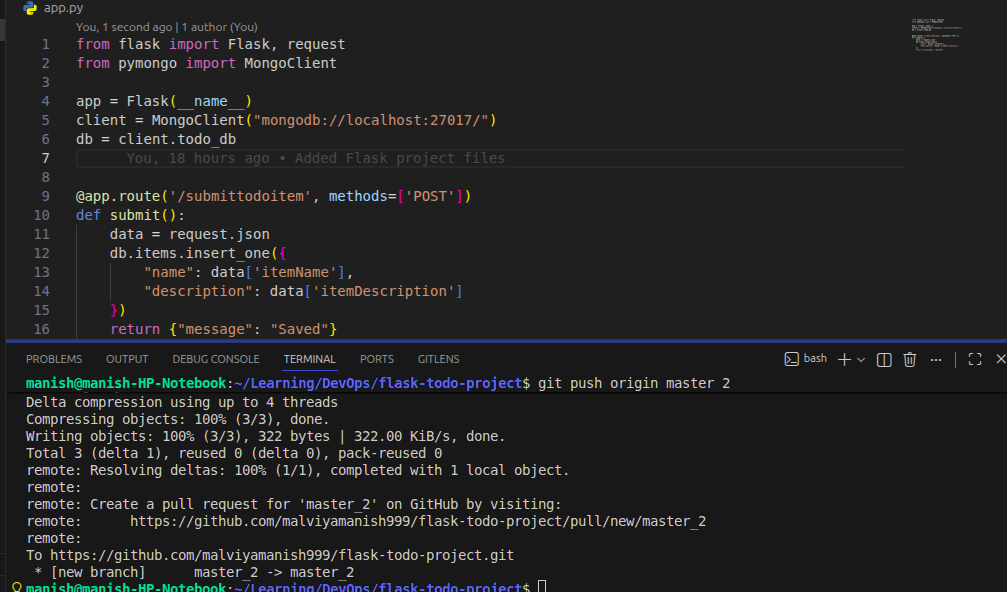 app.py
You, 1 second ago | 1 author (You)
1 from flask import Flask, request
2 from pymongo import MongoClient
3
4 app = Flask(__name__)
5 client = MongoClient("mongodb://localhost:27017/")
6 db = client.todo_db
7 You, 18 hours ago • Added Flask project files
8
9 @app.route('/submittodoitem', methods=['POST'])
10 def submit():
11 data = request.json
12 db.items.insert_one({
13 "name": data['itemName'],
14 "description": data['itemDescription']
15 })
16 return {"message": "Saved"}
PROBLEMS OUTPUT DEBUG CONSOLE TERMINAL PORTS GITLENS bash
manish@manish-HP-Notebook:~/Learning/DevOps/flask-todo-project$ git push origin master 2
Delta compression using up to 4 threads
Compressing objects: 100% (3/3), done.
Writing objects: 100% (3/3), 322 bytes | 322.00 KiB/s, done.
Total 3 (delta 1), reused 0 (delta 0), pack-reused 0
remote: Resolving deltas: 100% (1/1), completed with 1 local object.
remote:
remote: Create a pull request for 'master_2' on GitHub by visiting:
remote: https://github.com/malviyamanish999/flask-todo-project/pull/new/master_2
remote:
To https://github.com/malviyamanish999/flask-todo-project.git
* [new branch] master_2 -> master_2
manish@manish-HP-Notebook:~/Learning/DevOps/flask-todo-project$